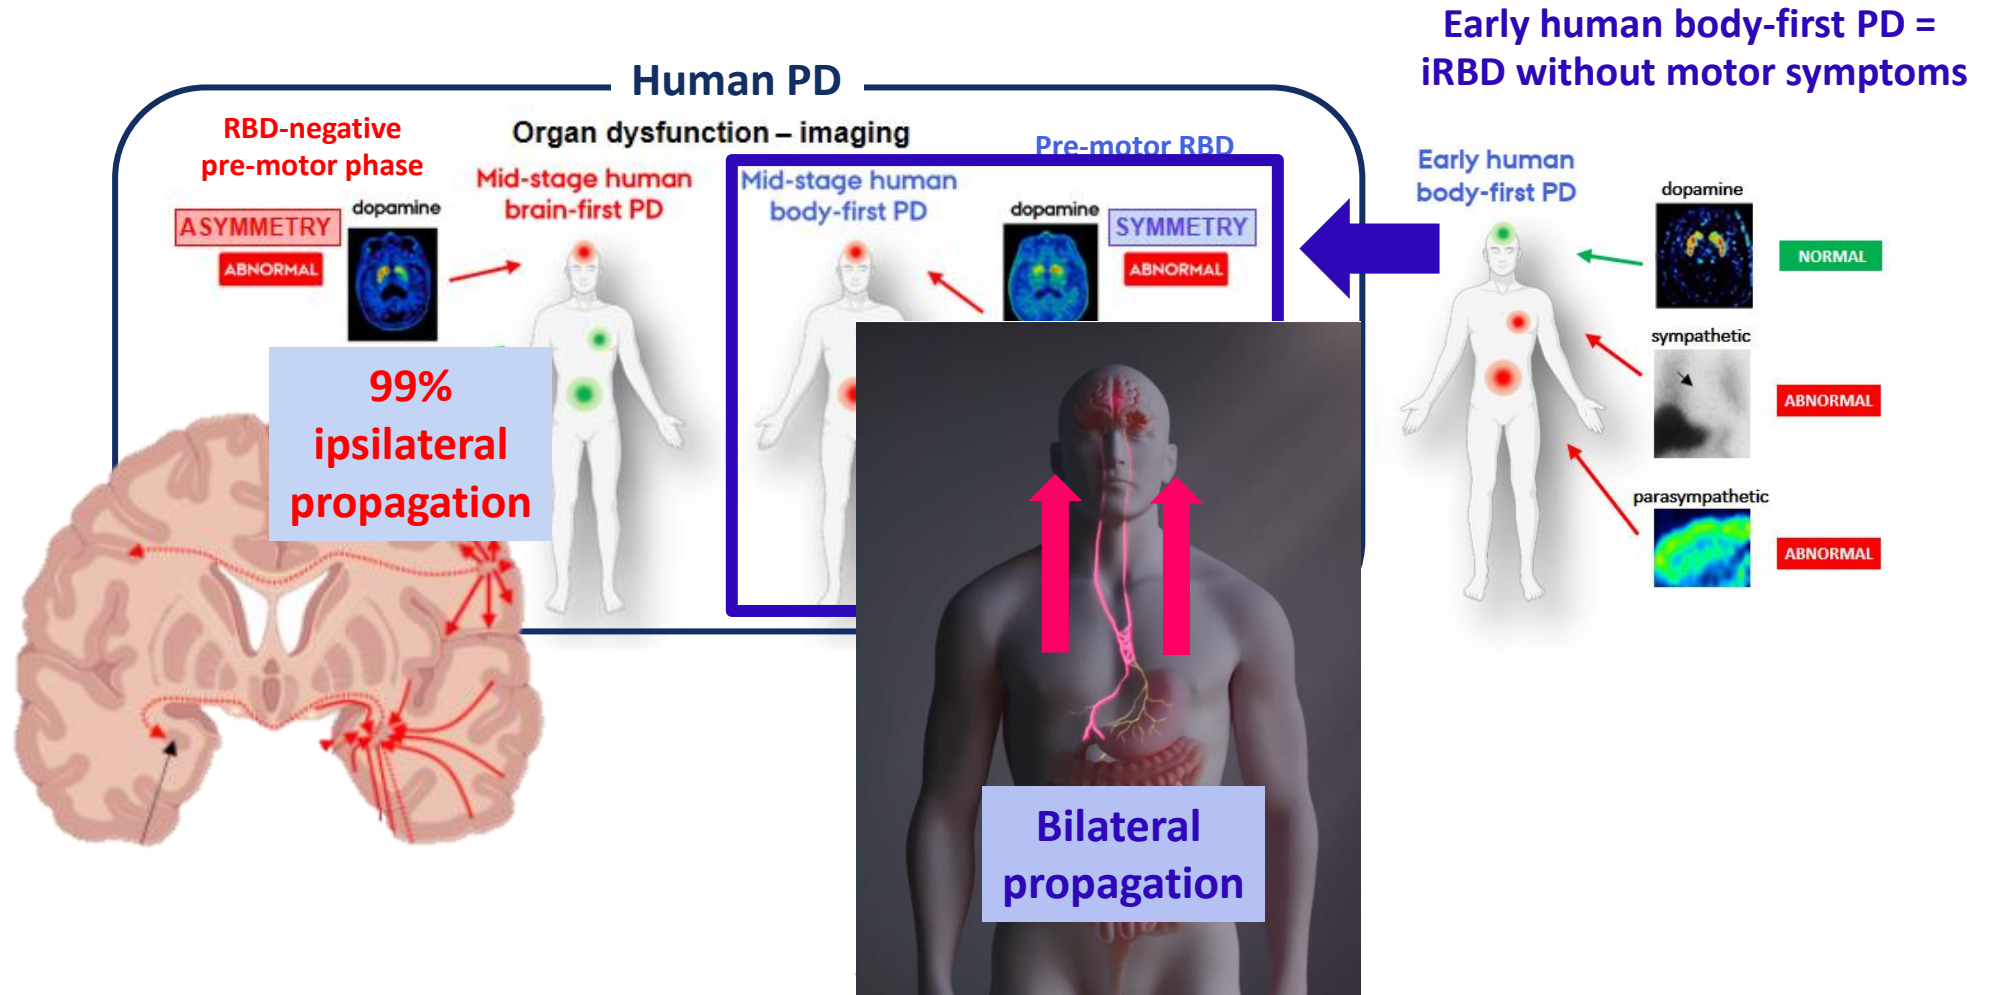 Early human body-first PD =
iRBD without motor symptoms
Human PD
RBD-negative
pre-motor phase
Organ dysfunction – imaging
Pre-motor RBD
ASYMMETRY
ABNORMAL
dopamine
Mid-stage human
brain-first PD
Mid-stage human
body-first PD
dopamine
SYMMETRY
ABNORMAL
Early human
body-first PD
dopamine
NORMAL
sympathetic
ABNORMAL
parasympathetic
ABNORMAL
99%
ipsilateral
propagation
Bilateral
propagation